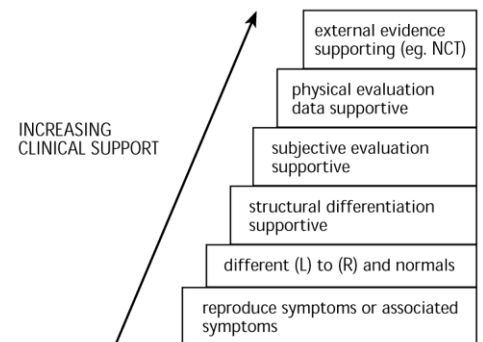 external evidence
supporting (eg. NCT)
physical evaluation
data supportive
INCREASING
CLINICAL SUPPORT
subjective evaluation
supportive
structural differentiation
supportive
different (L) to (R) and normals
reproduce symptoms or associated
symptoms